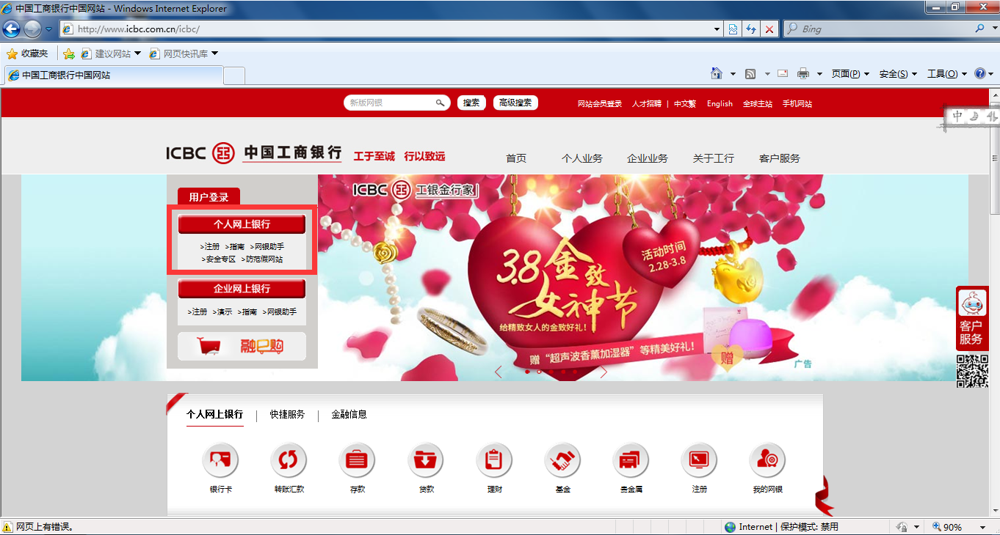 中国工商银行中国网站 - Windows Internet Explorer
http://www.icbc.com.cn/icbc/
Bing
收藏夹 建议网站 网页快讯库
中国工商银行中国网站
页面(P) 安全(S) 工具(O)
新版网银 搜索 高级搜索 网站会员登录 人才招聘 | 中文繁 English 全球主站 手机网站
中
ICBC 中国工商银行 工于至诚 行以致远
首页 个人业务 企业业务 关于工行 客户服务
用户登录
个人网上银行
>注册 >指南 >网银助手
>安全专区 >防范假网站
企业网上银行
>注册 >演示 >指南 >网银助手
融e购
ICBC 工银金行家
3.8金致
女神节
给精致女人的金致好礼!
活动时间
2.28-3.8
赠“超声波香薰加湿器”等精美好礼!
赠
广告
客户
服务
个人网上银行 | 快捷服务 | 金融信息
银行卡 转账汇款 存款 贷款 理财 基金 贵金属 注册 我的网银
网页上有错误。
Internet | 保护模式: 禁用
90%